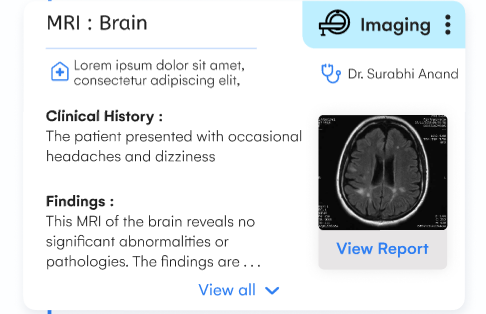 MRI : Brain
Imaging
Lorem ipsum dolor sit amet,
consectetur adipiscing elit,
Dr. Surabhi Anand
Clinical History :
The patient presented with occasional
headaches and dizziness
Findings :
This MRI of the brain reveals no
significant abnormalities or
pathologies. The findings are . . .
View Report
View all